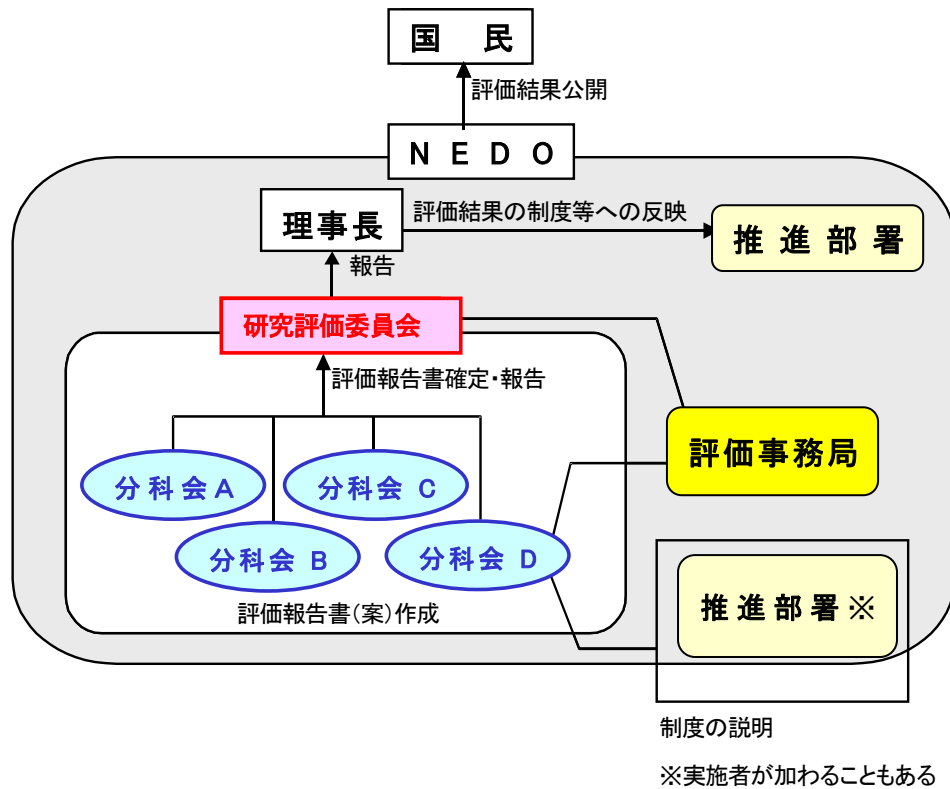 国 民
評価結果公開
N E D O
理事長
評価結果の制度等への反映
推進部署
報告
研究評価委員会
評価報告書確定・報告
評価事務局
分科会A
分科会 C
分科会 B
分科会 D
評価報告書(案)作成
推進部署※
制度の説明
※実施者が加わることもある